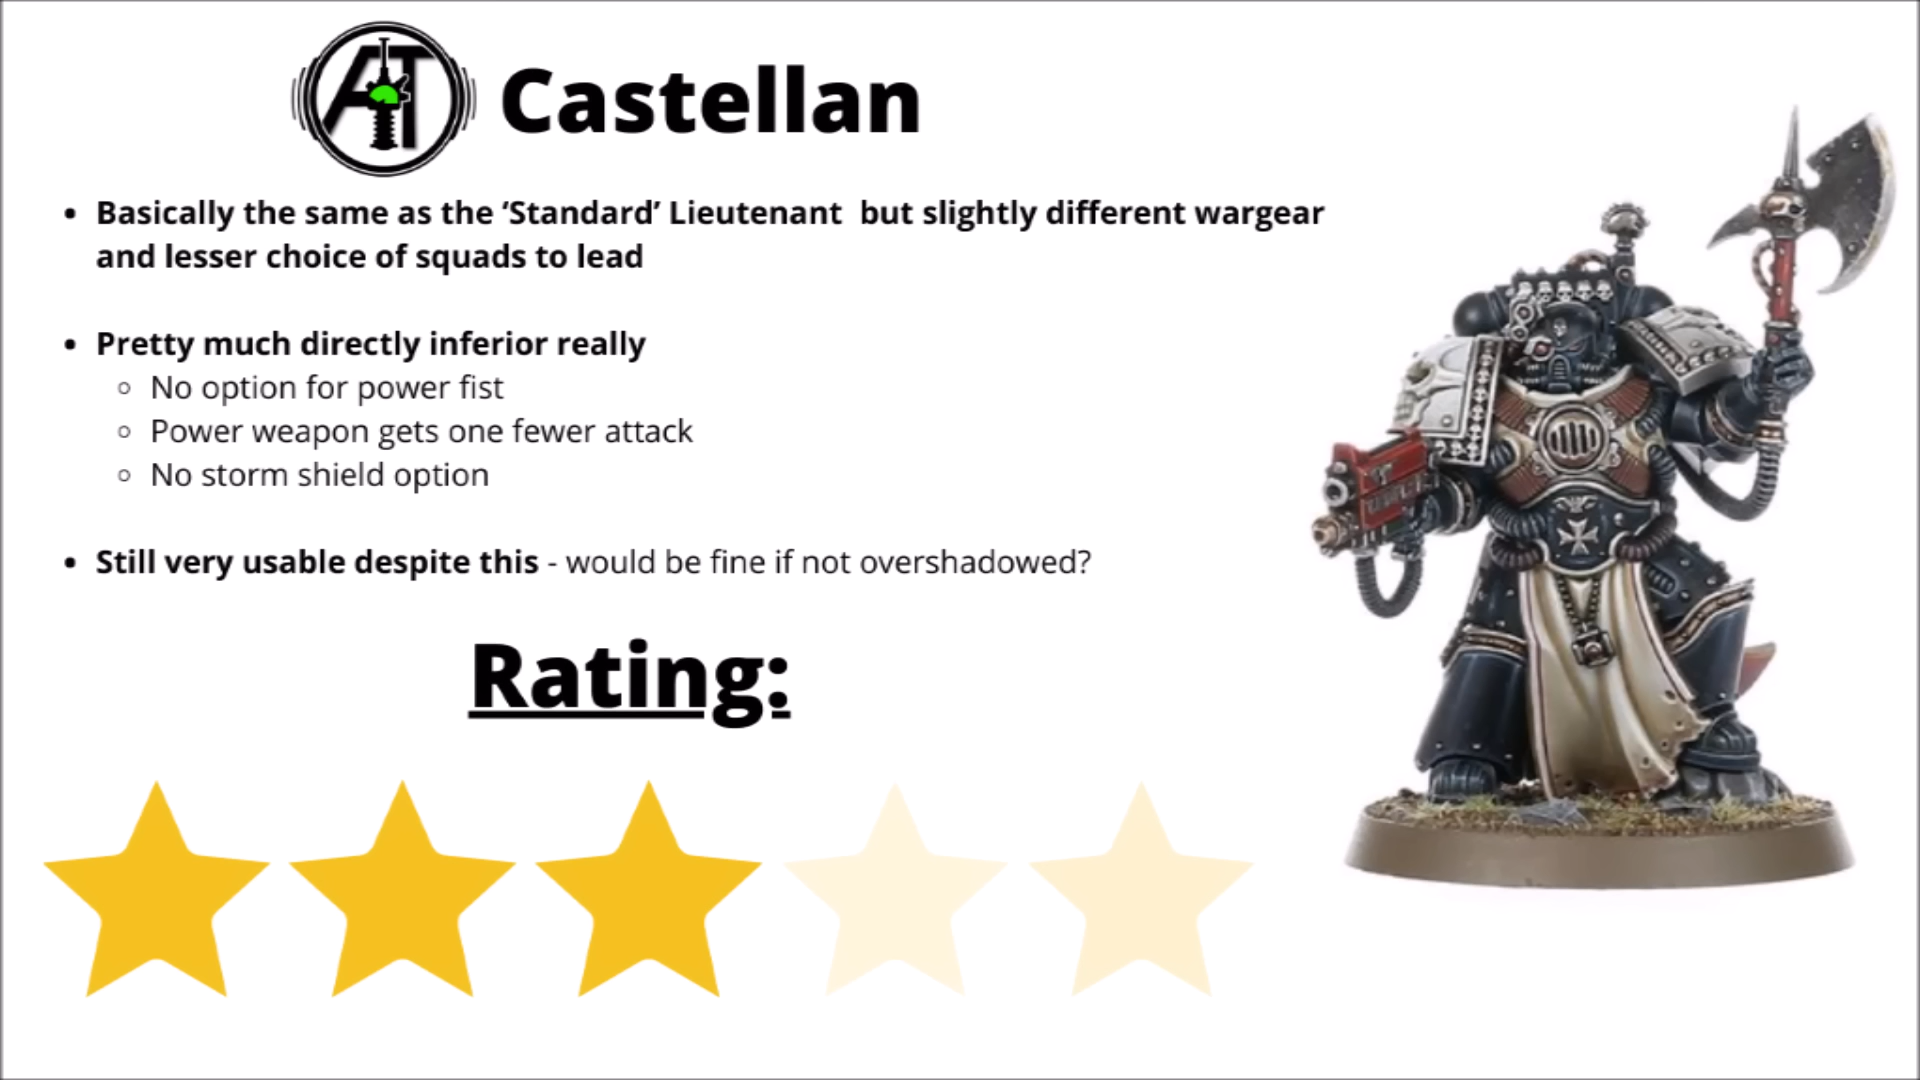 AT
Castellan
• Basically the same as the ‘Standard’ Lieutenant  but slightly different wargear
and lesser choice of squads to lead
• Pretty much directly inferior really
○ No option for power fist
○ Power weapon gets one fewer attack
○ No storm shield option
• Still very usable despite this - would be fine if not overshadowed?
Rating: